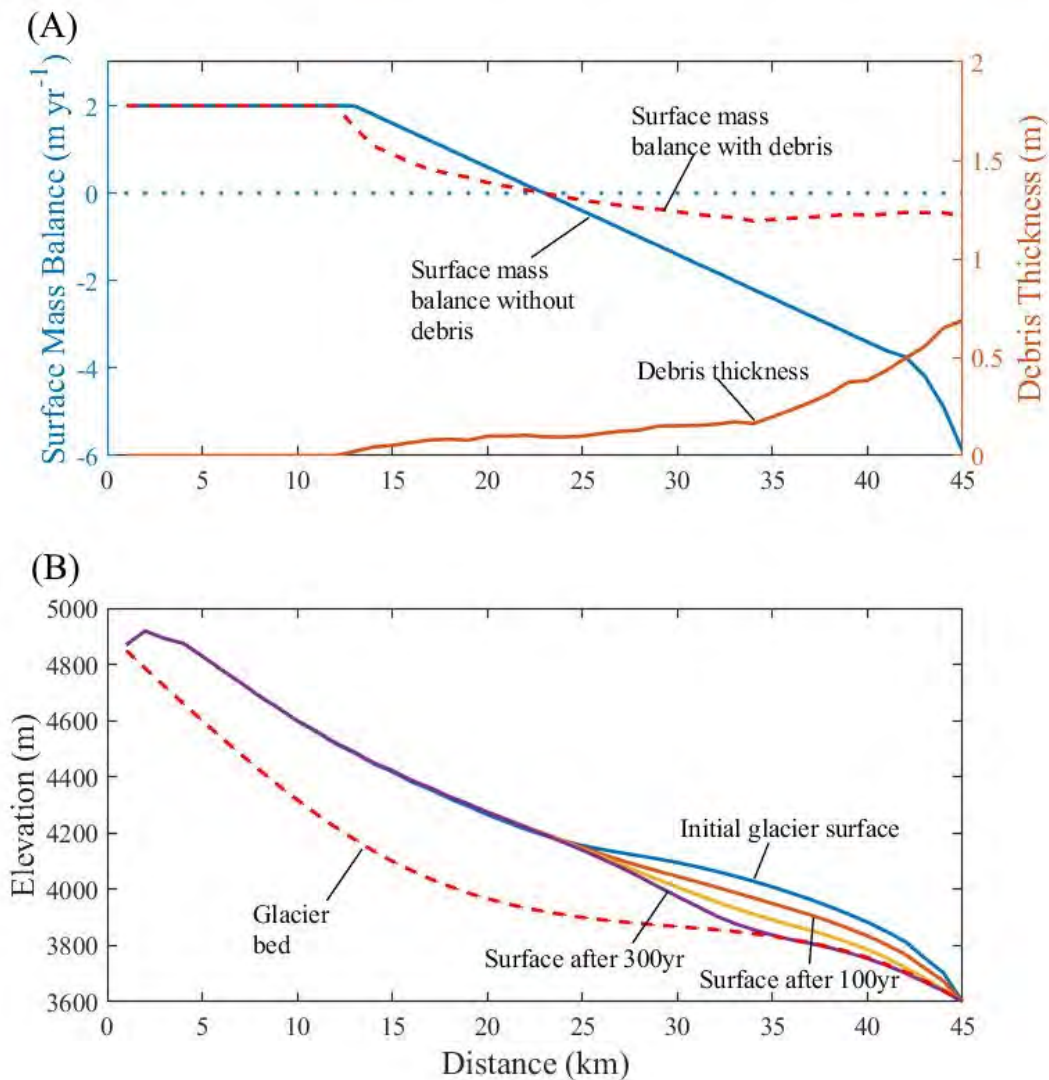 (A)
Surface Mass Balance (m yr-1)
2
0
-2
-4
-6
Surface mass
balance with debris
Surface mass
balance without
debris
Debris thickness
2
1.5
1
0.5
0
Debris Thickness (m)
0 5 10 15 20 25 30 35 40 45
(B)
Elevation (m)
5000
4800
4600
4400
4200
4000
3800
3600
Initial glacier surface
Glacier
bed
Surface after 300yr
Surface after 100yr
0 5 10 15 20 25 30 35 40 45
Distance (km)